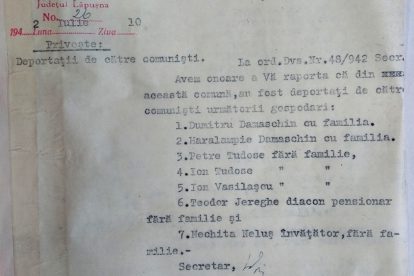 Judeţul Lăpuşna
No. 26
194 2 Luna Iulie Ziua 10
Priveşte:
Deportaţii de către comunişti.
La ord.Dvs.Nr.48/942 Secr.
Avem onoare a Vă raporta că din
această comună,au fost deportaţi de către
comunişti următorii gospodari:
1.Dumitru Damaschin cu familia.
2.Haralampie Damaschin cu familia.
3.Petre Tudose fără familie,
4.Ion Tudose " "
5.Ion Vasilaşcu " "
6.Teodor Jereghe diacon pensionar
fără familie şi
7.Nechita Neluş învăţător,fără fa-
milie.-
Secretar,